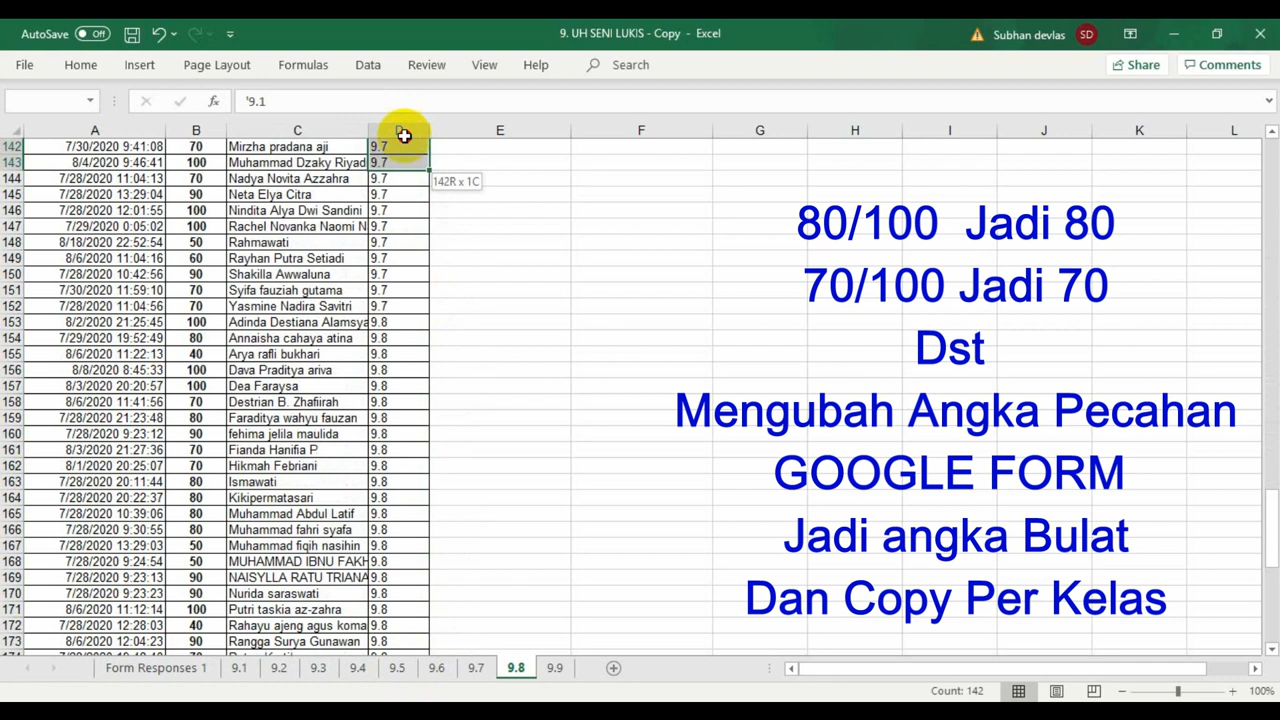 AutoSave Off 9. UH SENI LUKIS - Copy - Excel Subhan devlas SD
File Home Insert Page Layout Formulas Data Review View Help Search Share Comments
fx '9.1
A B C D E F G H I J K L
142 7/30/2020 9:41:08 70 Mirzha pradana aji 9.7
143 8/4/2020 9:46:41 100 Muhammad Dzaky Riyad 9.7
142R x 1C
144 7/28/2020 11:04:13 70 Nadya Novita Azzahra 9.7
145 7/28/2020 13:29:04 90 Neta Elya Citra 9.7
146 7/28/2020 12:01:55 100 Nindita Alya Dwi Sandini 9.7
147 7/29/2020 0:05:02 100 Rachel Novanka Naomi N 9.7
148 8/18/2020 22:52:54 50 Rahmawati 9.7
149 8/6/2020 11:04:16 60 Rayhan Putra Setiadi 9.7
150 7/28/2020 10:42:56 90 Shakilla Awwaluna 9.7
151 7/30/2020 11:59:10 70 Syifa fauziah gutama 9.7
152 7/28/2020 11:04:56 70 Yasmine Nadira Savitri 9.7
153 8/2/2020 21:25:45 100 Adinda Destiana Alamsya 9.8
154 7/29/2020 19:52:49 80 Annaisha cahaya atina 9.8
155 8/6/2020 11:22:13 40 Arya rafli bukhari 9.8
156 8/8/2020 8:45:33 100 Dava Praditya ariva 9.8
157 8/3/2020 20:20:57 100 Dea Faraysa 9.8
158 8/6/2020 11:41:56 70 Destrian B. Zhafiirah 9.8
159 7/28/2020 21:23:48 80 Faraditya wahyu fauzan 9.8
160 7/28/2020 9:23:12 90 fehima jelila maulida 9.8
161 8/3/2020 21:27:36 70 Fianda Hanifia P 9.8
162 8/1/2020 20:25:07 70 Hikmah Febriani 9.8
163 7/28/2020 20:11:44 80 Ismawati 9.8
164 7/28/2020 20:22:37 80 Kikipermatasari 9.8
165 7/28/2020 10:39:06 80 Muhammad Abdul Latif 9.8
166 7/28/2020 9:30:55 80 Muhammad fahri syafa 9.8
167 7/28/2020 13:29:03 50 Muhammad fiqih nasihin 9.8
168 7/28/2020 9:24:54 50 MUHAMMAD IBNU FAKH 9.8
169 7/28/2020 9:23:13 90 NAISYLLA RATU TRIANA 9.8
170 7/28/2020 9:23:23 90 Nurida saraswati 9.8
171 8/6/2020 11:12:14 100 Putri taskia az-zahra 9.8
172 7/28/2020 12:28:03 40 Rahayu ajeng agus koma 9.8
173 8/6/2020 12:04:23 90 Rangga Surya Gunawan 9.8
80/100 Jadi 80
70/100 Jadi 70
Dst
Mengubah Angka Pecahan
GOOGLE FORM
Jadi angka Bulat
Dan Copy Per Kelas
Form Responses 1 9.1 9.2 9.3 9.4 9.5 9.6 9.7 9.8 9.9
Count: 142 100%